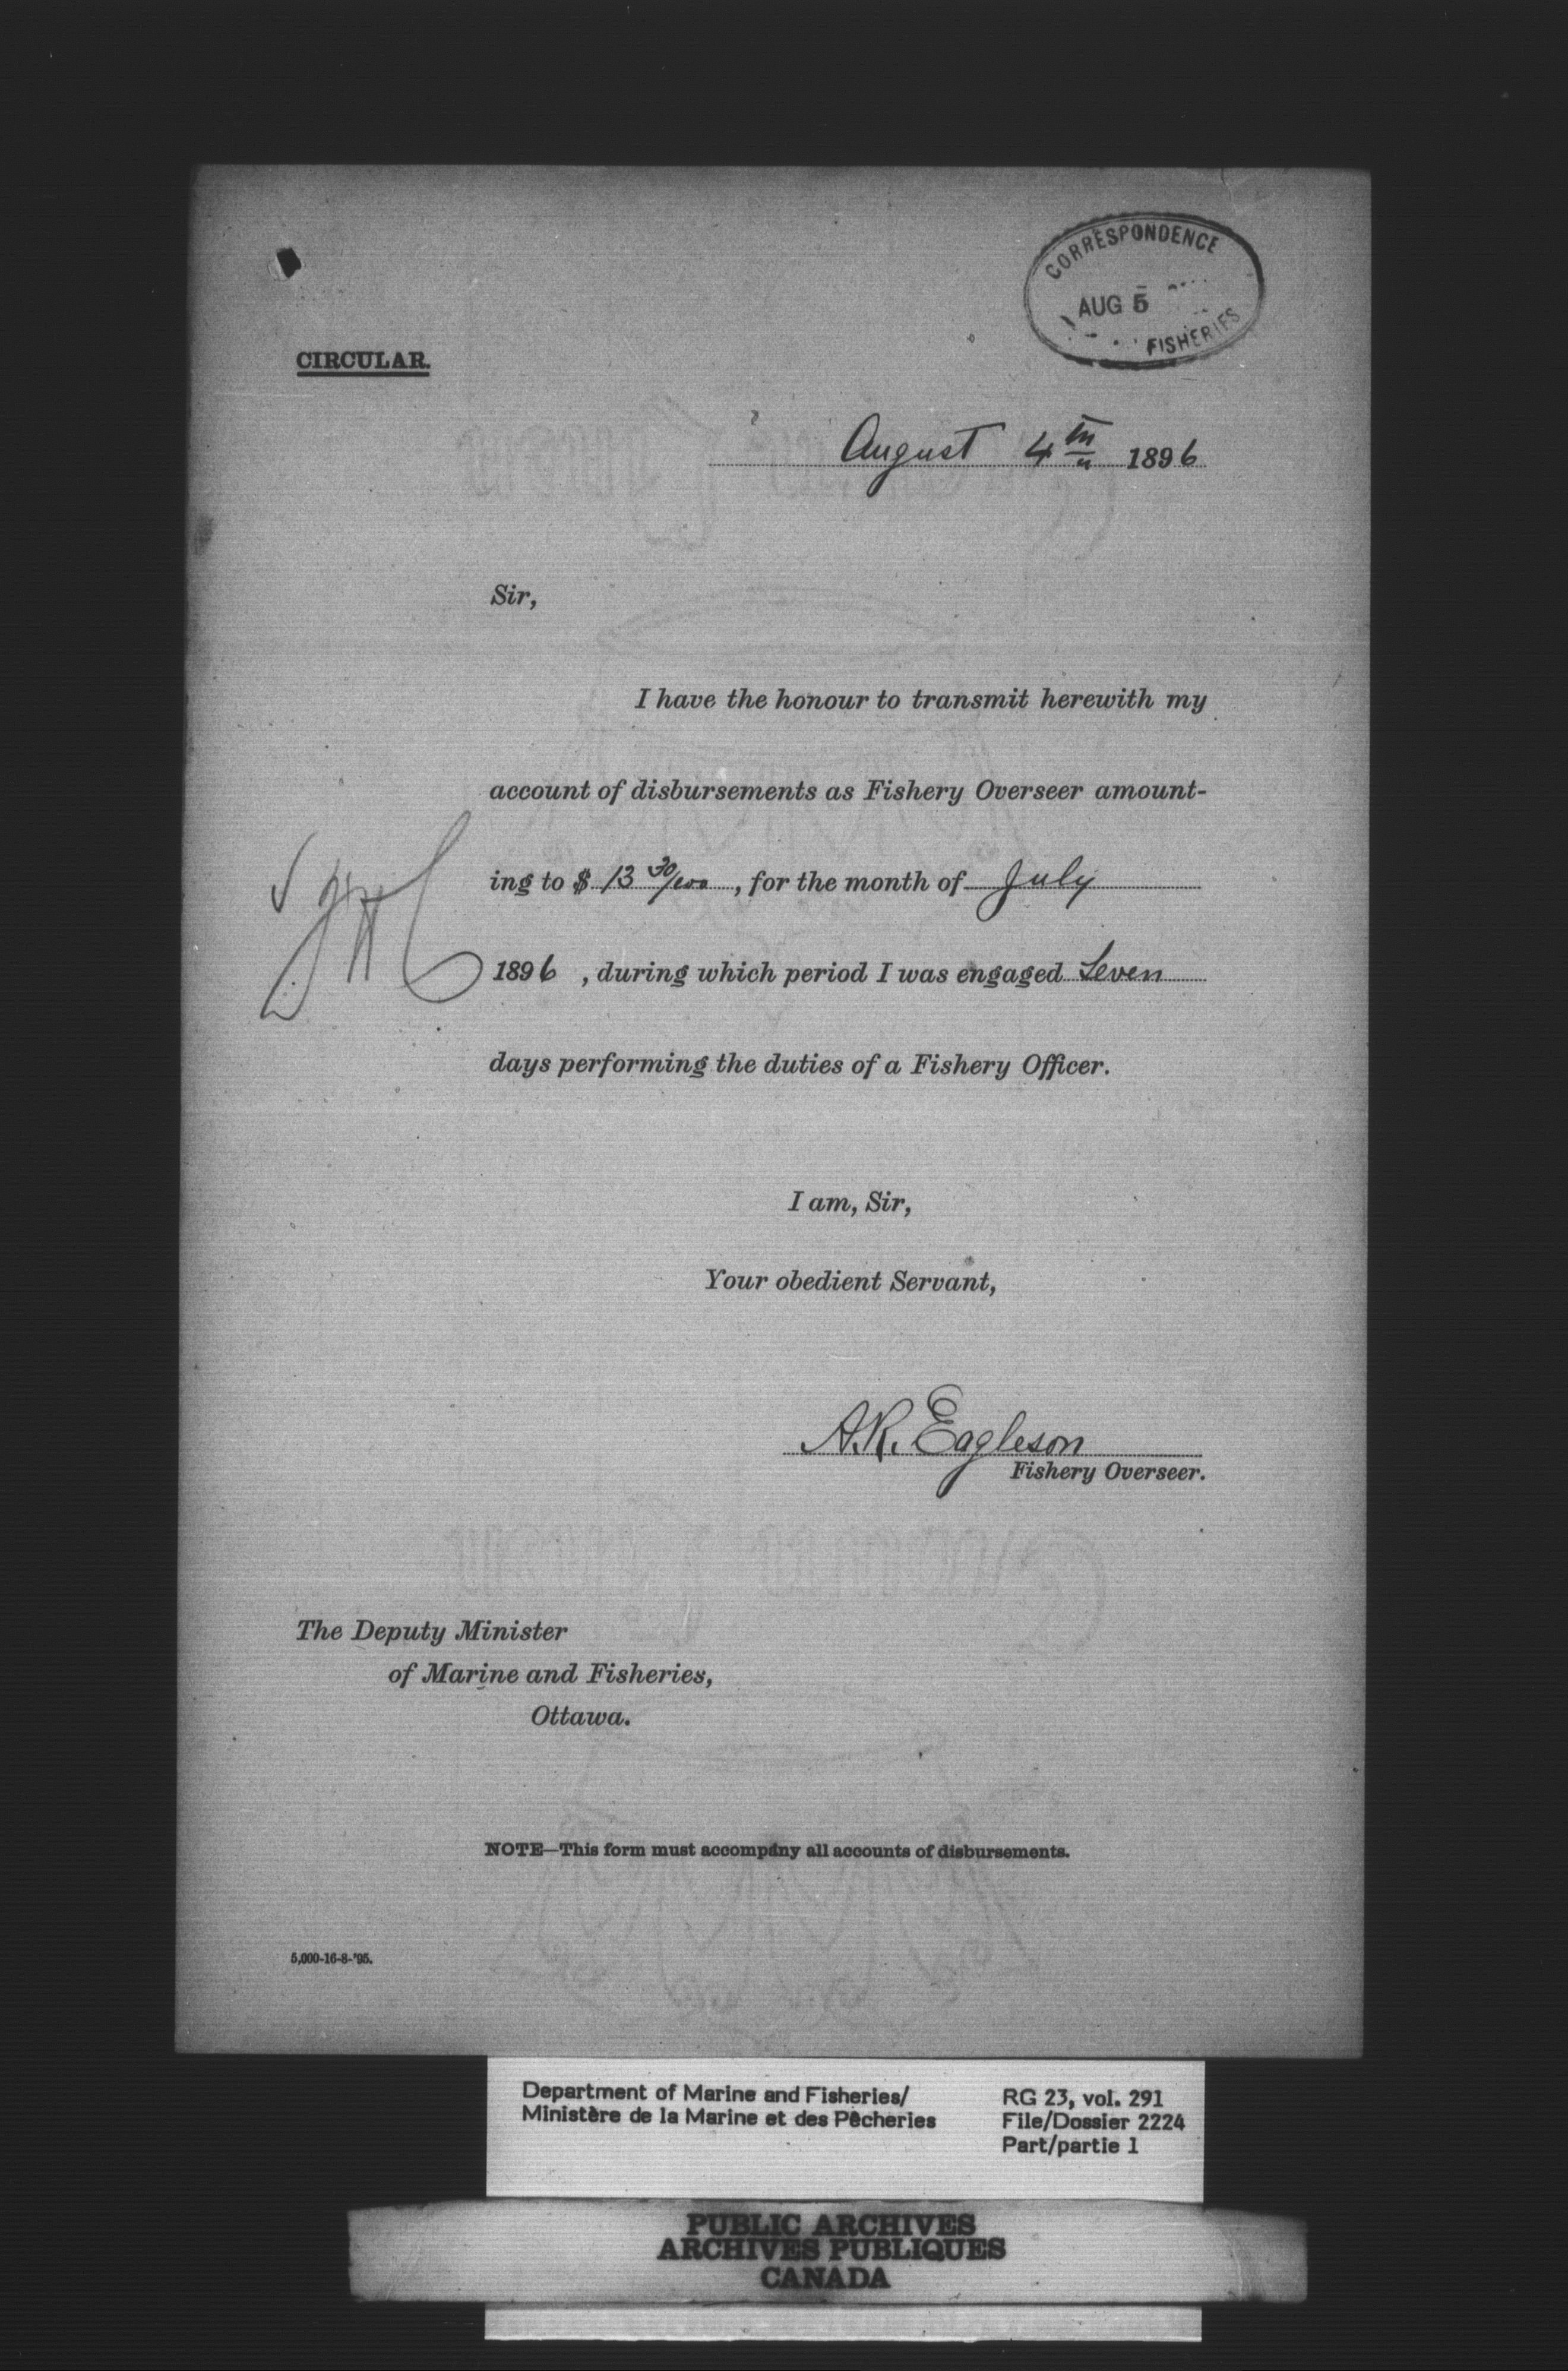 CORRESPONDENCE
AUG 5
FISHERIES
CIRCULAR.
August 4th 1896
Sir,
I have the honour to transmit herewith my
account of disbursements as Fishery Overseer amount-
ing to $ 13 30/100, for the month of July
1896, during which period I was engaged Seven
days performing the duties of a Fishery Officer.
I am, Sir,
Your obedient Servant,
A.R. Eagleson
Fishery Overseer.
The Deputy Minister
of Marine and Fisheries,
Ottawa.
NOTE—This form must accompany all accounts of disbursements.
5,000-16-8-'95.
Department of Marine and Fisheries/
Ministère de la Marine et des Pêcheries
RG 23, vol. 291
File/Dossier 2224
Part/partie 1
PUBLIC ARCHIVES
ARCHIVES PUBLIQUES
CANADA